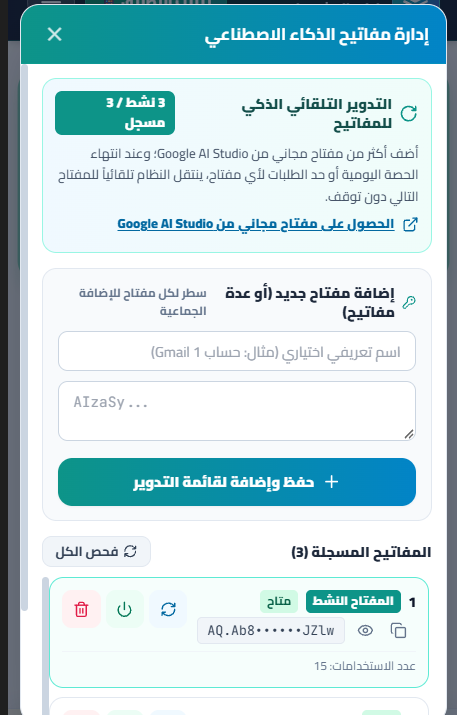 إدارة مفاتيح الذكاء الاصطناعي
التدوير التلقائي الذكي
للمفاتيح
3 نشط / 3
مسجل
أضف أكثر من مفتاح مجاني من Google AI Studio؛ وعند انتهاء
الحصة اليومية أو حد الطلبات لأي مفتاح، ينتقل النظام تلقائياً للمفتاح
التالي دون توقف.
الحصول على مفتاح مجاني من Google AI Studio
إضافة مفتاح جديد (أو عدة
مفاتيح)
سطر لكل مفتاح للإضافة
الجماعية
اسم تعريفي اختياري (مثال: حساب Gmail 1)
AIzaSy...
حفظ وإضافة لقائمة التدوير
المفاتيح المسجلة (3)
فحص الكل
1 المفتاح النشط متاح
AQ.Ab8••••••JZlw
عدد الاستخدامات: 15